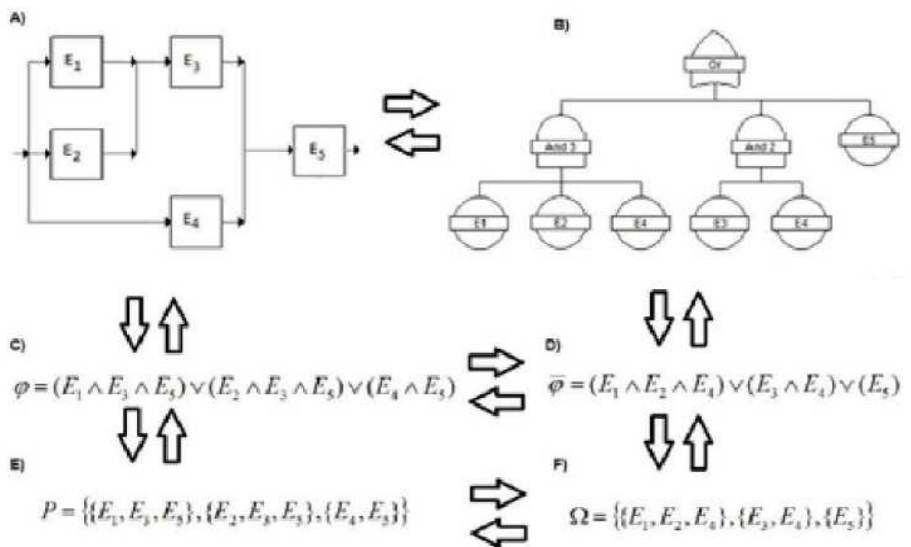 A)
E₁
E₂
E₃
E₄
E₅
B)
Or
And 3
And 2
E5
E1
E2
E4
E3
E4
C)
φ = (E₁ ∧ E₃ ∧ E₅) ∨ (E₂ ∧ E₃ ∧ E₅) ∨ (E₄ ∧ E₅)
D)
φ̅ = (E₁ ∧ E₂ ∧ E₄) ∨ (E₃ ∧ E₄) ∨ (E₅)
E)
P = {{E₁, E₃, E₅}, {E₂, E₃, E₅}, {E₄, E₅}}
F)
Ω = {{E₁, E₂, E₄}, {E₃, E₄}, {E₅}}